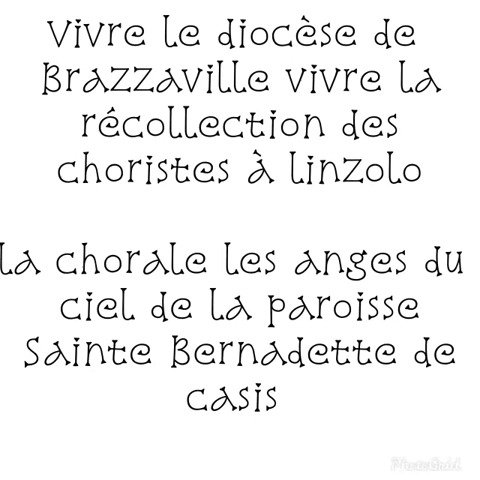 Vivre le diocèse de
Brazzaville vivre la
récollection des
choristes à linzolo
la chorale les anges du
ciel de la paroisse
Sainte Bernadette de
casis
PhotoGrid